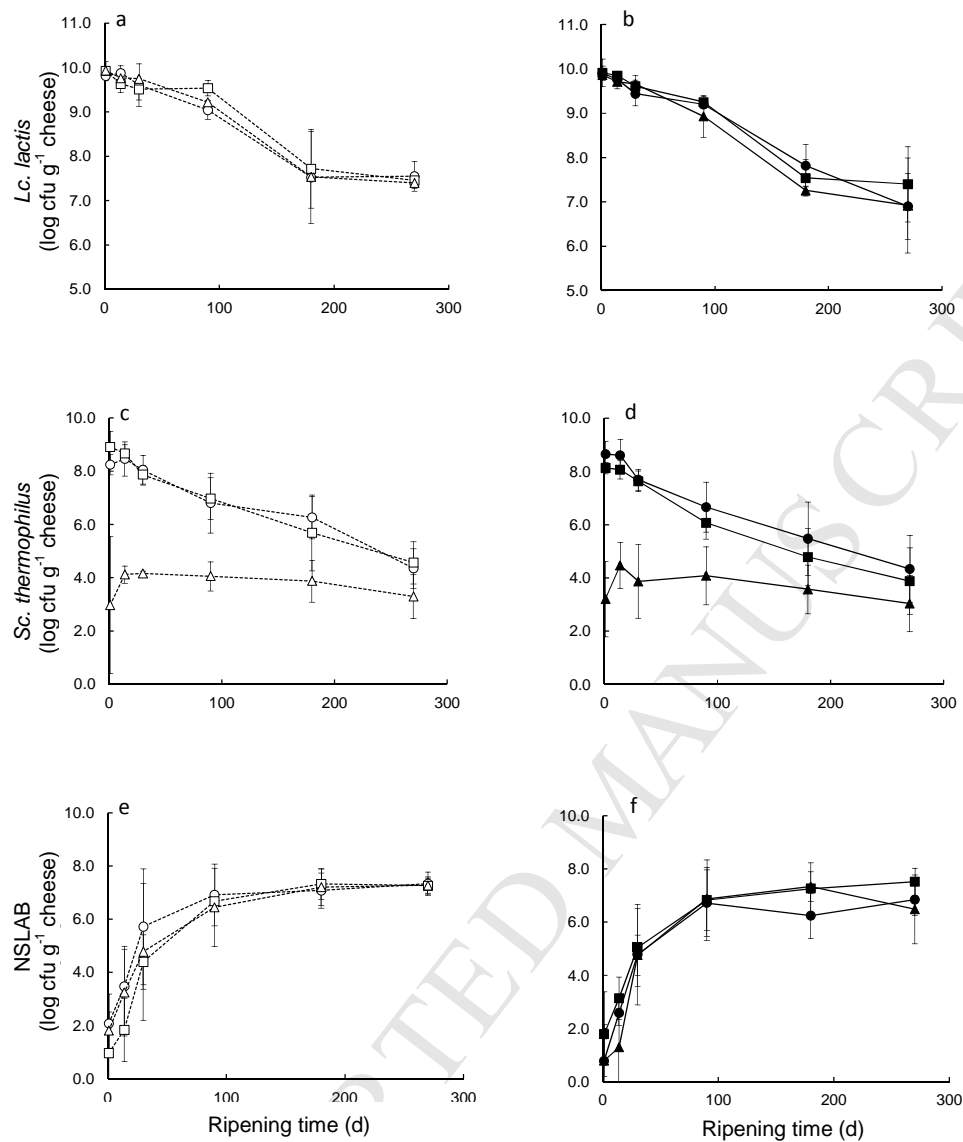 a
11.0
10.0
9.0
8.0
7.0
6.0
5.0
0 100 200 300
Lc. lactis
(log cfu g-1 cheese)
b
11.0
10.0
9.0
8.0
7.0
6.0
5.0
0 100 200 300
c
10.0
8.0
6.0
4.0
2.0
0.0
0 100 200 300
Sc. thermophilus
(log cfu g-1 cheese)
d
10.0
8.0
6.0
4.0
2.0
0.0
0 100 200 300
e
10.0
8.0
6.0
4.0
2.0
0.0
0 100 200 300
NSLAB
(log cfu g-1 cheese)
Ripening time (d)
f
10.0
8.0
6.0
4.0
2.0
0.0
0 100 200 300
Ripening time (d)
PTED MANUSCRI